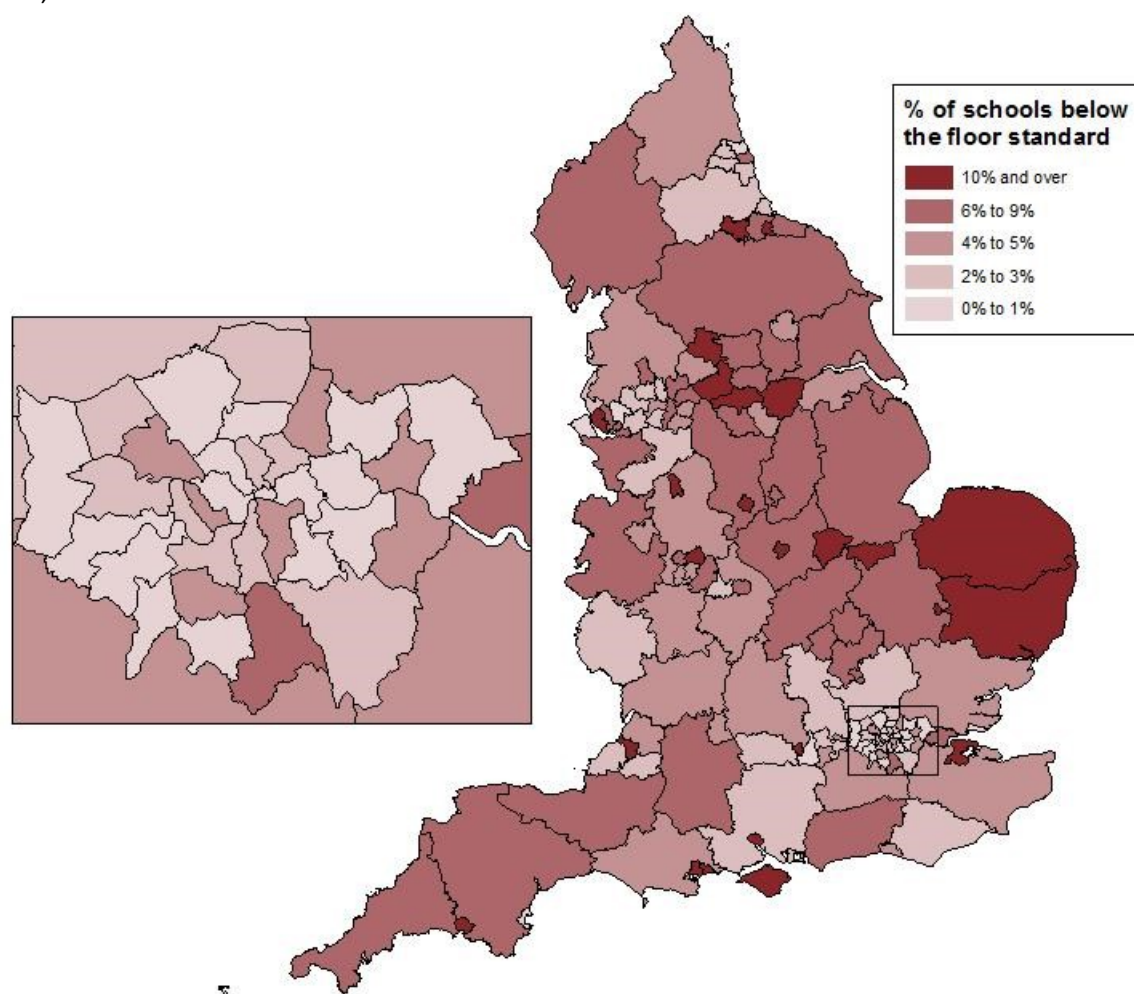 % of schools below
the floor standard
10% and over
6% to 9%
4% to 5%
2% to 3%
0% to 1%